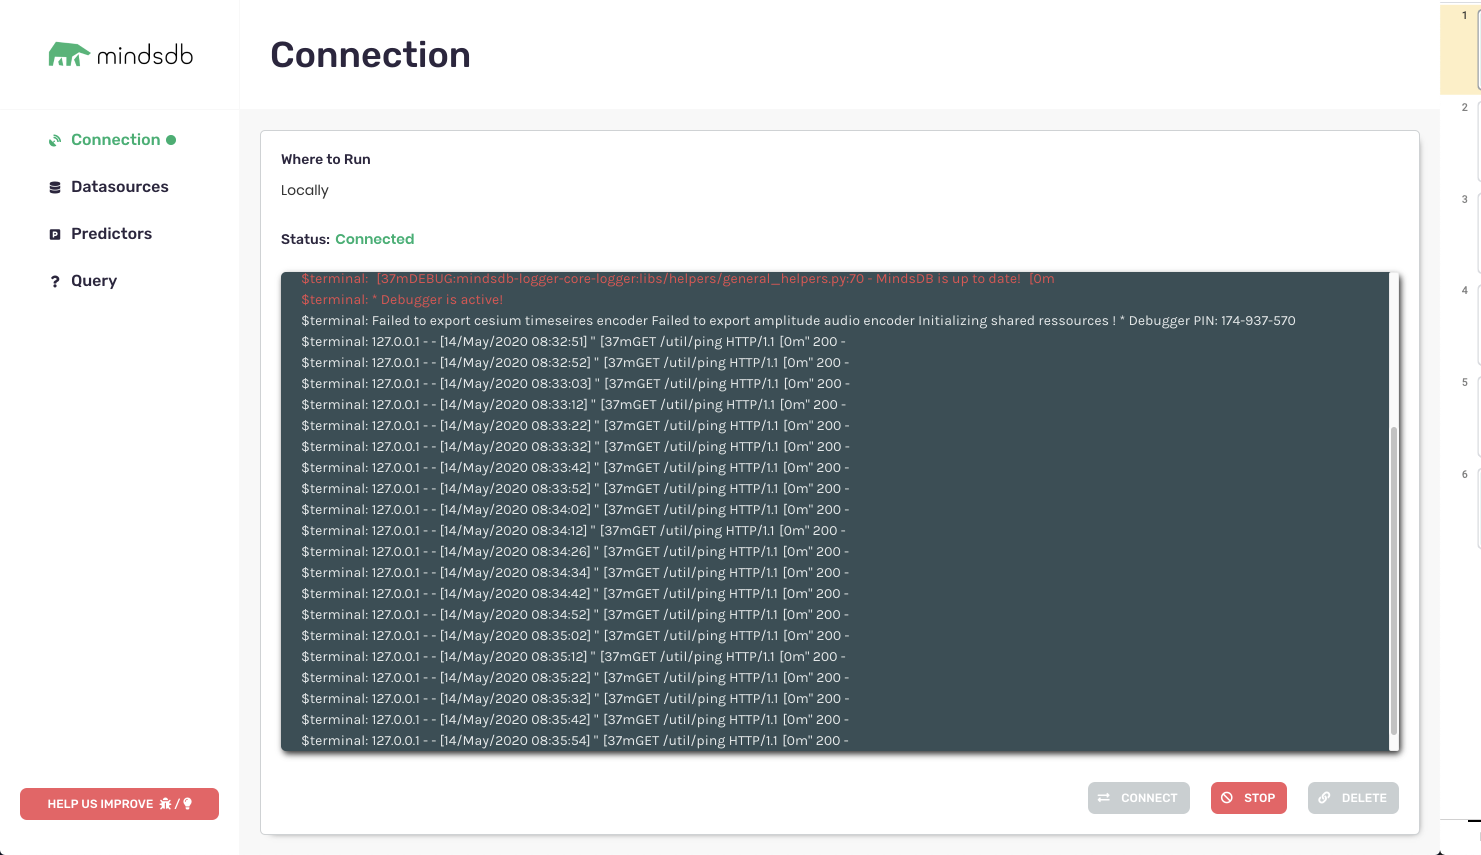 mindsdb
Connection
Connection
Datasources
Predictors
Query
HELP US IMPROVE /
Where to Run
Locally
Status: Connected
$terminal: [37mDEBUG:mindsdb-logger-core-logger:libs/helpers/general_helpers.py:70 - MindsDB is up to date! [0m
$terminal: * Debugger is active!
$terminal: Failed to export cesium timeseires encoder Failed to export amplitude audio encoder Initializing shared ressources ! * Debugger PIN: 174-937-570
$terminal: 127.0.0.1 - - [14/May/2020 08:32:51] " [37mGET /util/ping HTTP/1.1 [0m" 200 -
$terminal: 127.0.0.1 - - [14/May/2020 08:32:52] " [37mGET /util/ping HTTP/1.1 [0m" 200 -
$terminal: 127.0.0.1 - - [14/May/2020 08:33:03] " [37mGET /util/ping HTTP/1.1 [0m" 200 -
$terminal: 127.0.0.1 - - [14/May/2020 08:33:12] " [37mGET /util/ping HTTP/1.1 [0m" 200 -
$terminal: 127.0.0.1 - - [14/May/2020 08:33:22] " [37mGET /util/ping HTTP/1.1 [0m" 200 -
$terminal: 127.0.0.1 - - [14/May/2020 08:33:32] " [37mGET /util/ping HTTP/1.1 [0m" 200 -
$terminal: 127.0.0.1 - - [14/May/2020 08:33:42] " [37mGET /util/ping HTTP/1.1 [0m" 200 -
$terminal: 127.0.0.1 - - [14/May/2020 08:33:52] " [37mGET /util/ping HTTP/1.1 [0m" 200 -
$terminal: 127.0.0.1 - - [14/May/2020 08:34:02] " [37mGET /util/ping HTTP/1.1 [0m" 200 -
$terminal: 127.0.0.1 - - [14/May/2020 08:34:12] " [37mGET /util/ping HTTP/1.1 [0m" 200 -
$terminal: 127.0.0.1 - - [14/May/2020 08:34:26] " [37mGET /util/ping HTTP/1.1 [0m" 200 -
$terminal: 127.0.0.1 - - [14/May/2020 08:34:34] " [37mGET /util/ping HTTP/1.1 [0m" 200 -
$terminal: 127.0.0.1 - - [14/May/2020 08:34:42] " [37mGET /util/ping HTTP/1.1 [0m" 200 -
$terminal: 127.0.0.1 - - [14/May/2020 08:34:52] " [37mGET /util/ping HTTP/1.1 [0m" 200 -
$terminal: 127.0.0.1 - - [14/May/2020 08:35:02] " [37mGET /util/ping HTTP/1.1 [0m" 200 -
$terminal: 127.0.0.1 - - [14/May/2020 08:35:12] " [37mGET /util/ping HTTP/1.1 [0m" 200 -
$terminal: 127.0.0.1 - - [14/May/2020 08:35:22] " [37mGET /util/ping HTTP/1.1 [0m" 200 -
$terminal: 127.0.0.1 - - [14/May/2020 08:35:32] " [37mGET /util/ping HTTP/1.1 [0m" 200 -
$terminal: 127.0.0.1 - - [14/May/2020 08:35:42] " [37mGET /util/ping HTTP/1.1 [0m" 200 -
$terminal: 127.0.0.1 - - [14/May/2020 08:35:54] " [37mGET /util/ping HTTP/1.1 [0m" 200 -
CONNECT STOP DELETE
1
2
3
4
5
6